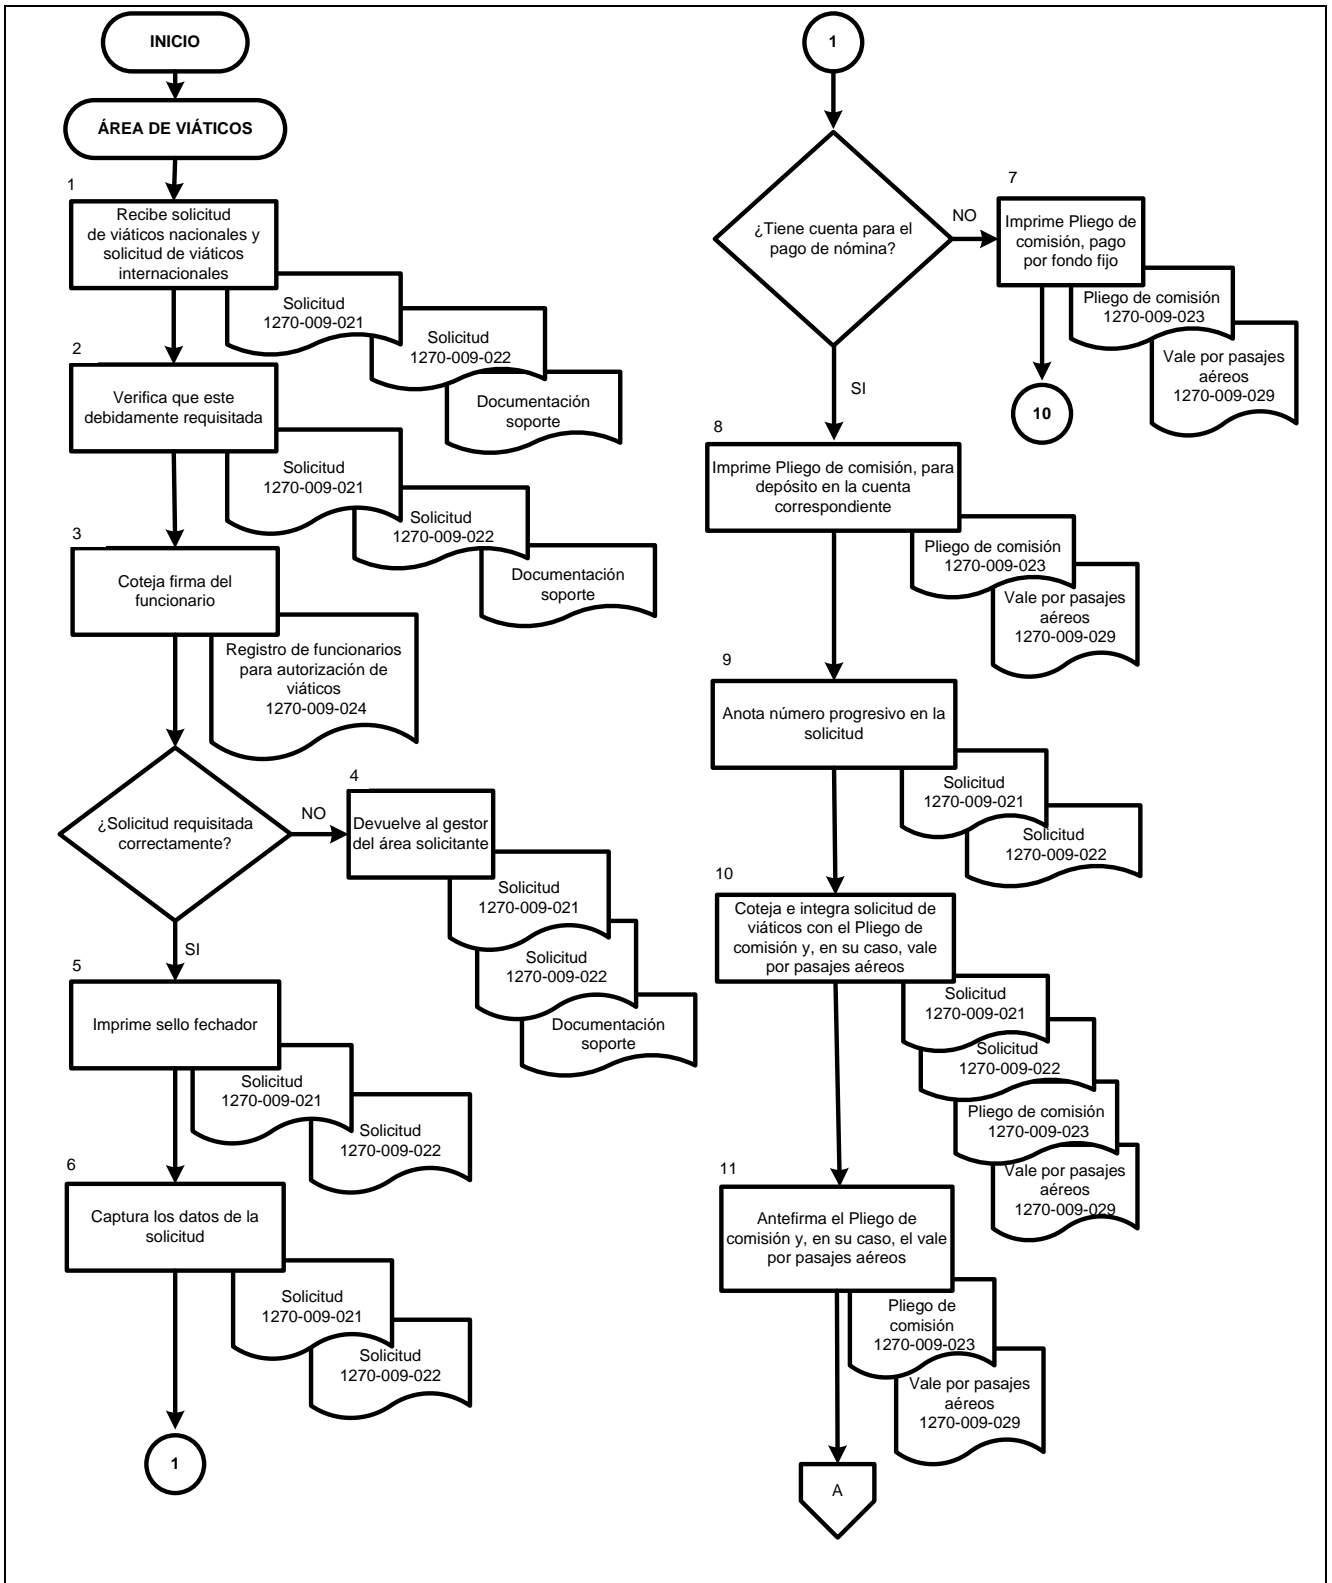 INICIO
ÁREA DE VIÁTICOS
1
Recibe solicitud
de viáticos nacionales y
solicitud de viáticos
internacionales
Solicitud
1270-009-021
Solicitud
1270-009-022
Documentación
soporte
2
Verifica que este
debidamente requisitada
Solicitud
1270-009-021
Solicitud
1270-009-022
Documentación
soporte
3
Coteja firma del
funcionario
Registro de funcionarios
para autorización de
viáticos
1270-009-024
¿Solicitud requisitada
correctamente?
NO
4
Devuelve al gestor
del área solicitante
Solicitud
1270-009-021
Solicitud
1270-009-022
Documentación
soporte
SI
5
Imprime sello fechador
Solicitud
1270-009-021
Solicitud
1270-009-022
6
Captura los datos de la
solicitud
Solicitud
1270-009-021
Solicitud
1270-009-022
1
1
¿Tiene cuenta para el
pago de nómina?
NO
7
Imprime Pliego de
comisión, pago
por fondo fijo
Pliego de comisión
1270-009-023
Vale por pasajes
aéreos
1270-009-029
10
SI
8
Imprime Pliego de comisión, para
depósito en la cuenta
correspondiente
Pliego de comisión
1270-009-023
Vale por pasajes
aéreos
1270-009-029
9
Anota número progresivo en la
solicitud
Solicitud
1270-009-021
Solicitud
1270-009-022
10
Coteja e integra solicitud de
viáticos con el Pliego de
comisión y, en su caso, vale
por pasajes aéreos
Solicitud
1270-009-021
Solicitud
1270-009-022
Pliego de comisión
1270-009-023
Vale por pasajes
aéreos
1270-009-029
11
Antefirma el Pliego de
comisión y, en su caso, el vale
por pasajes aéreos
Pliego de
comisión
1270-009-023
Vale por pasajes
aéreos
1270-009-029
A